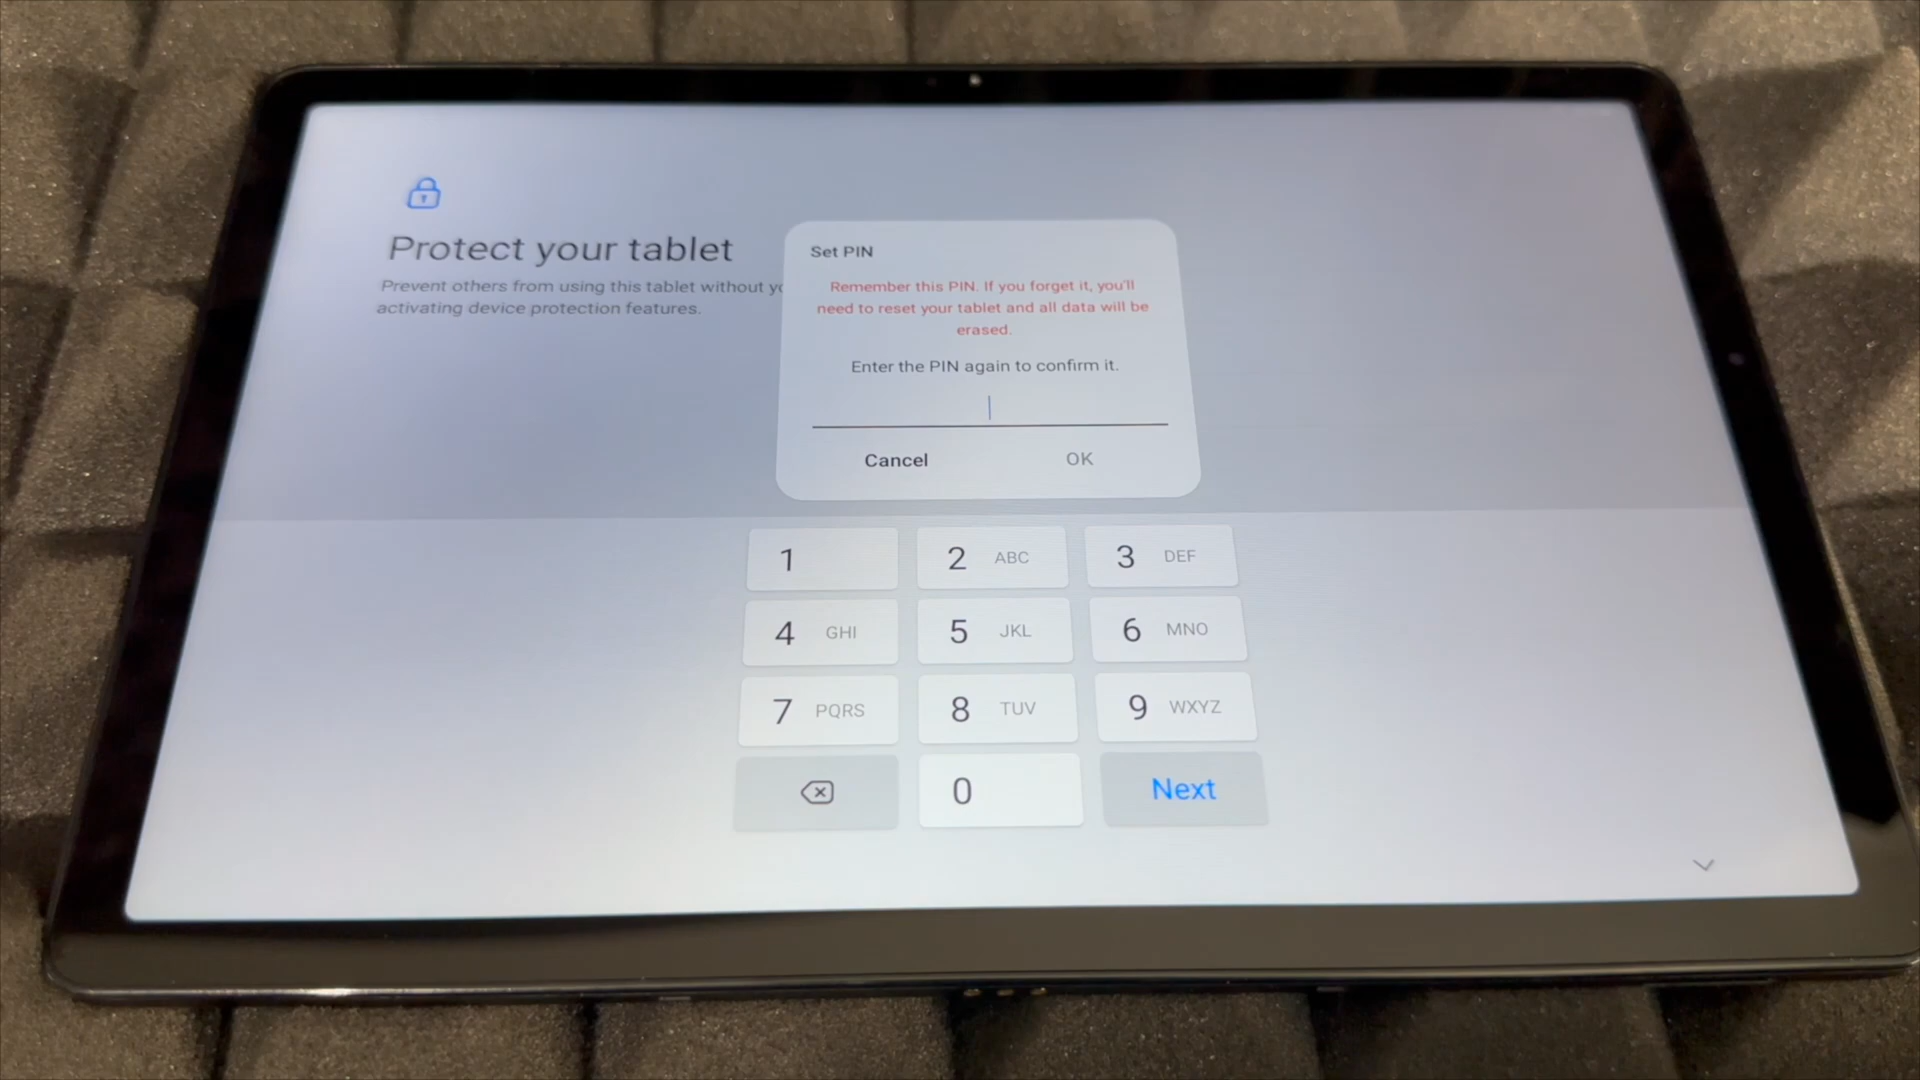 Protect your tablet
Prevent others from using this tablet without
activating device protection features.
Set PIN
Remember this PIN. If you forget it, you'll
need to reset your tablet and all data will be
erased.
Enter the PIN again to confirm it.
Cancel OK
1 2 ABC 3 DEF
4 GHI 5 JKL 6 MNO
7 PQRS 8 TUV 9 WXYZ
0 Next